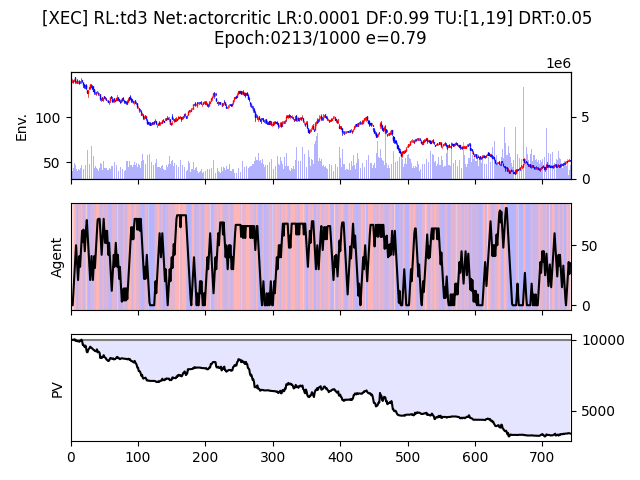 [XEC] RL:td3 Net:actorcritic LR:0.0001 DF:0.99 TU:[1,19] DRT:0.05
Epoch:0213/1000 e=0.79
1e6
Env.
100
50
5
0
Agent
50
0
PV
10000
5000
0 100 200 300 400 500 600 700